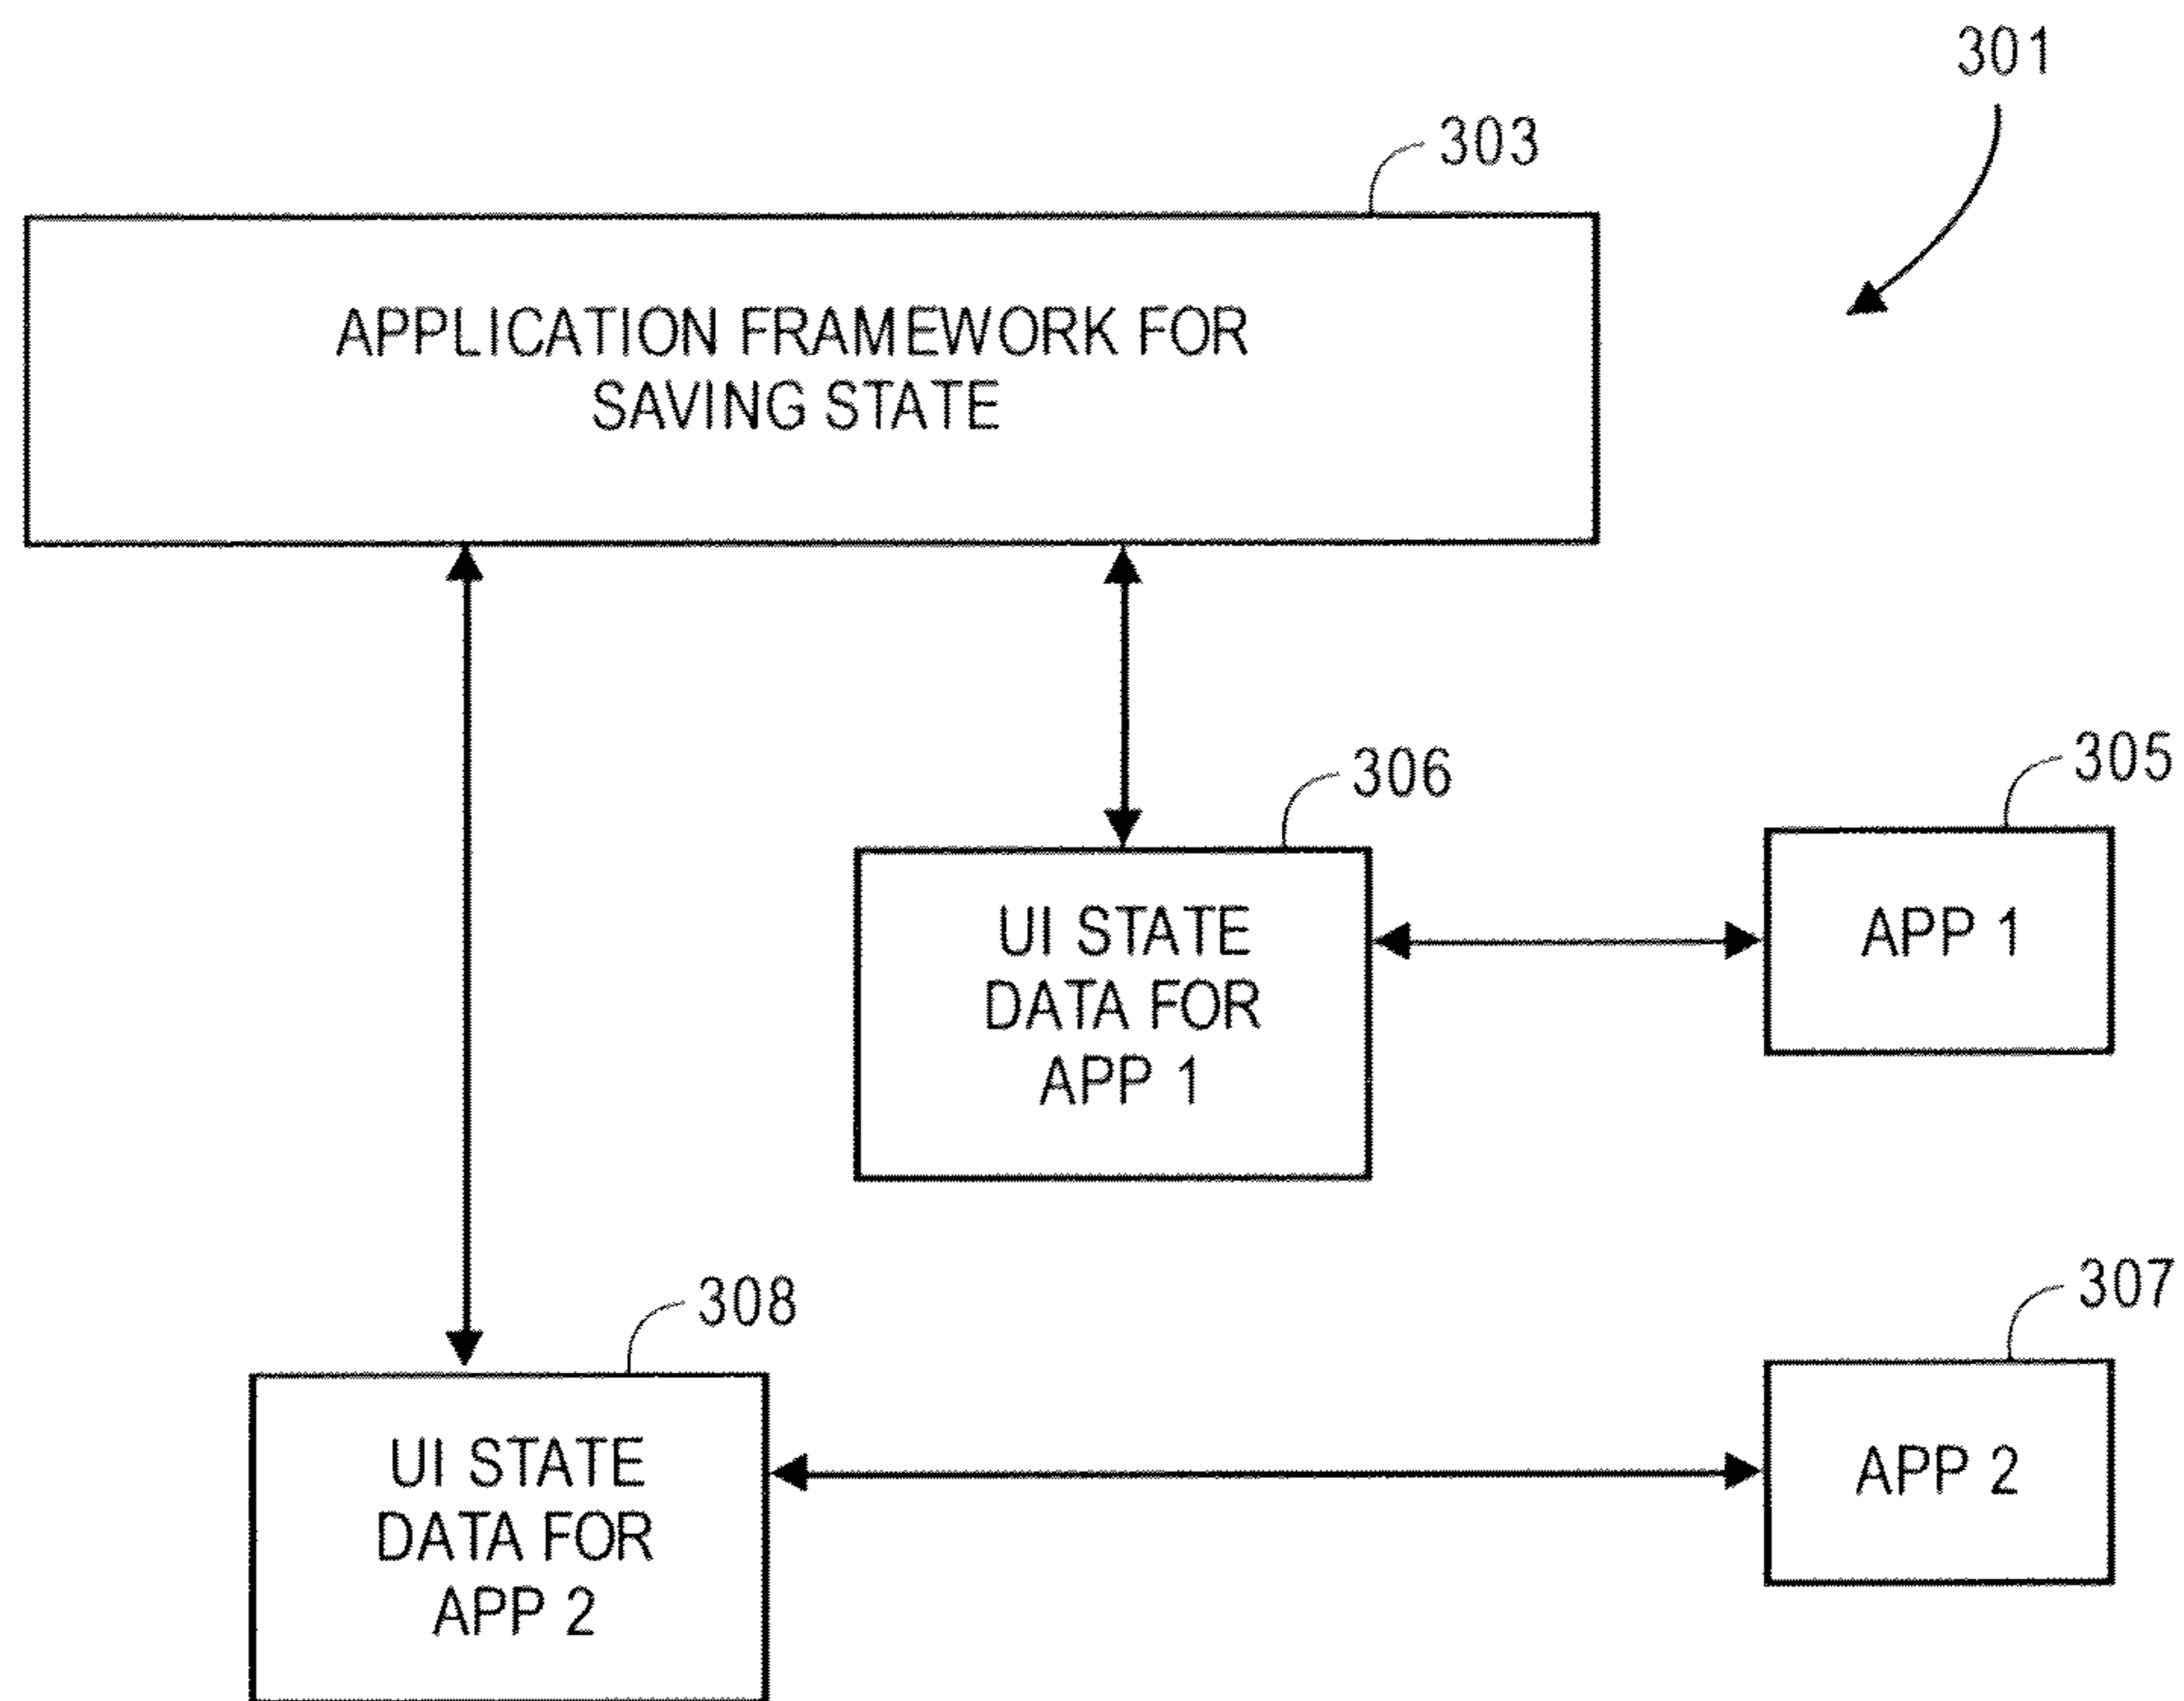 301
303
APPLICATION FRAMEWORK FOR
SAVING STATE
306
305
UI STATE
DATA FOR
APP 1
APP 1
308
307
UI STATE
DATA FOR
APP 2
APP 2